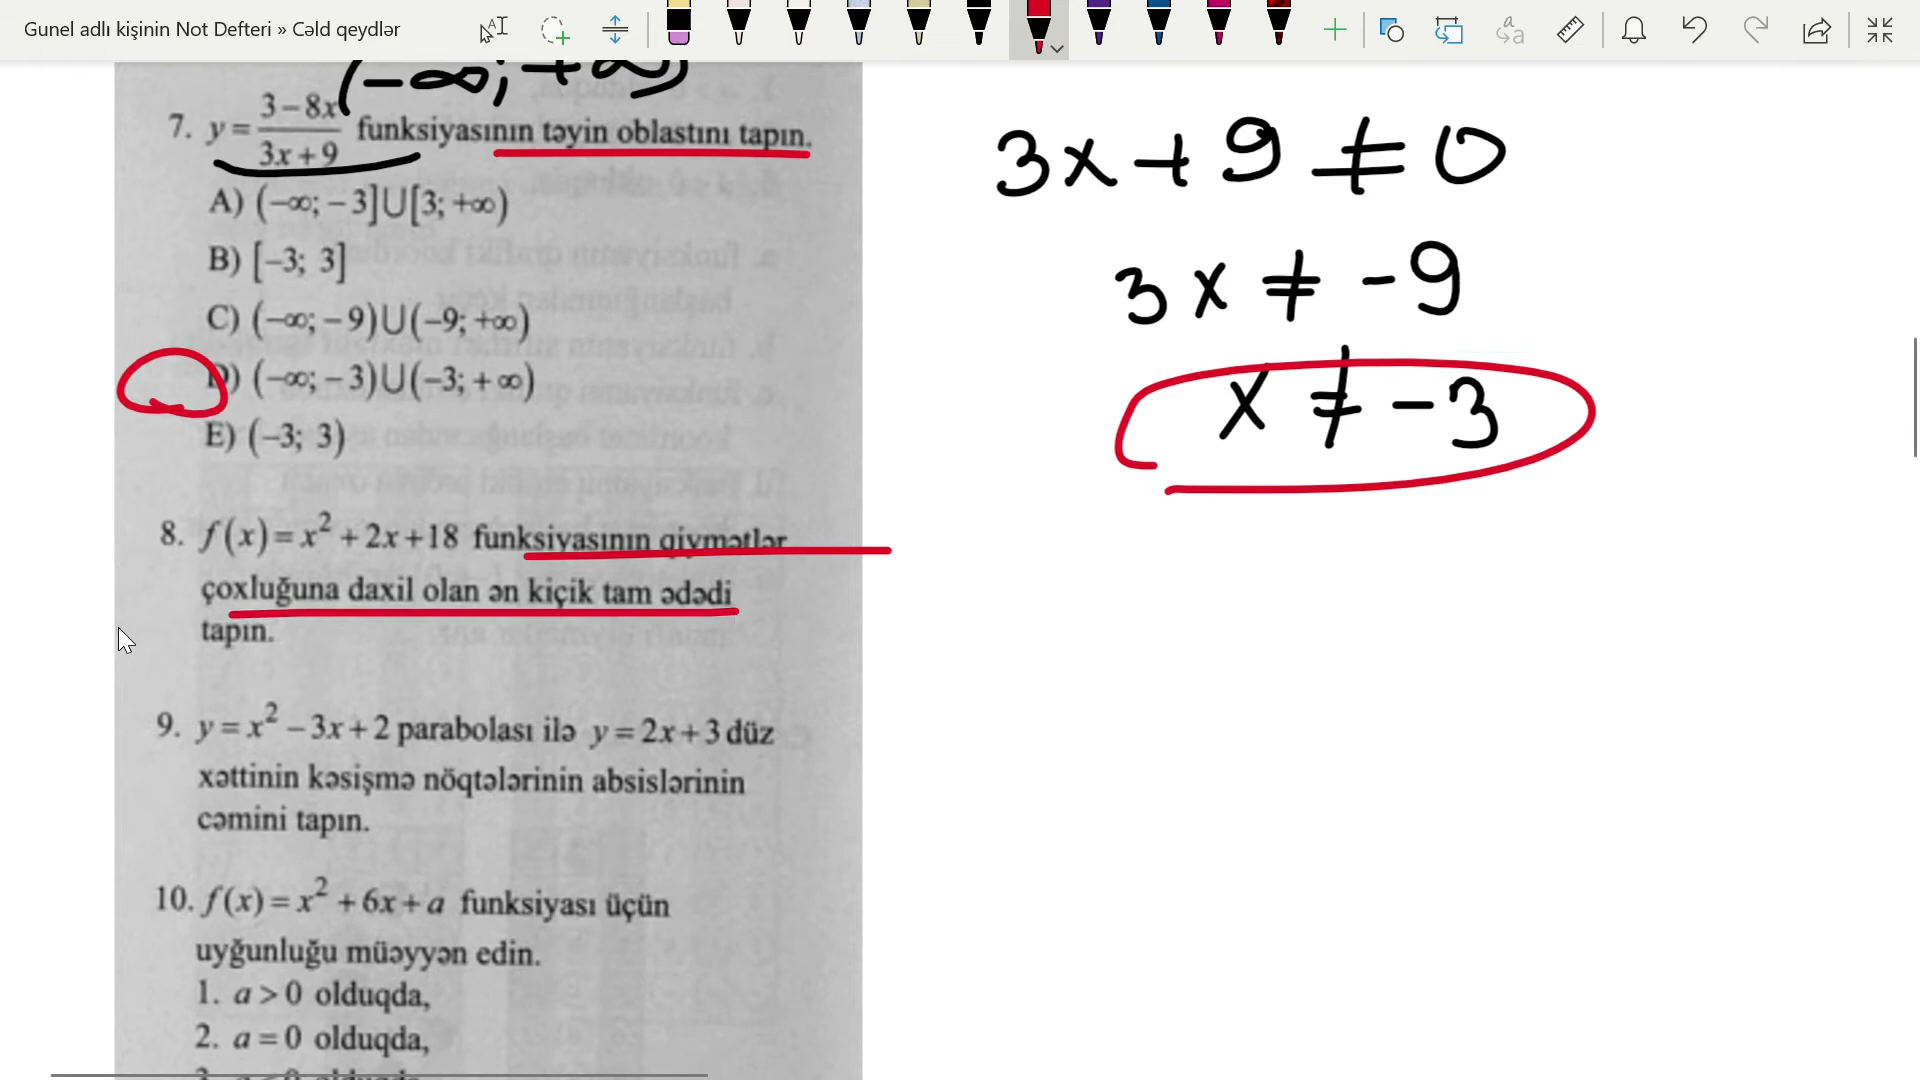 Gunel adlı kişinin Not Defteri » Cəld qeydlər
(-∞; +∞)
7. y = (3 – 8x)/(3x + 9) funksiyasının təyin oblastını tapın.
A) (–∞; – 3]∪[3; +∞)
B) [–3; 3]
C) (–∞; – 9)∪(–9; +∞)
D) (–∞; – 3)∪(–3; + ∞)
E) (–3; 3)
8. f(x) = x² + 2x + 18 funksiyasının qiymətlər
çoxluğuna daxil olan ən kiçik tam ədədi
tapın.
9. y = x² – 3x + 2 parabolası ilə y = 2x + 3 düz
xəttinin kəsişmə nöqtələrinin absislərinin
cəmini tapın.
10. f(x) = x² + 6x + a funksiyası üçün
uyğunluğu müəyyən edin.
1. a > 0 olduqda,
2. a = 0 olduqda,
3x + 9 ≠ 0
3x ≠ -9
x ≠ -3